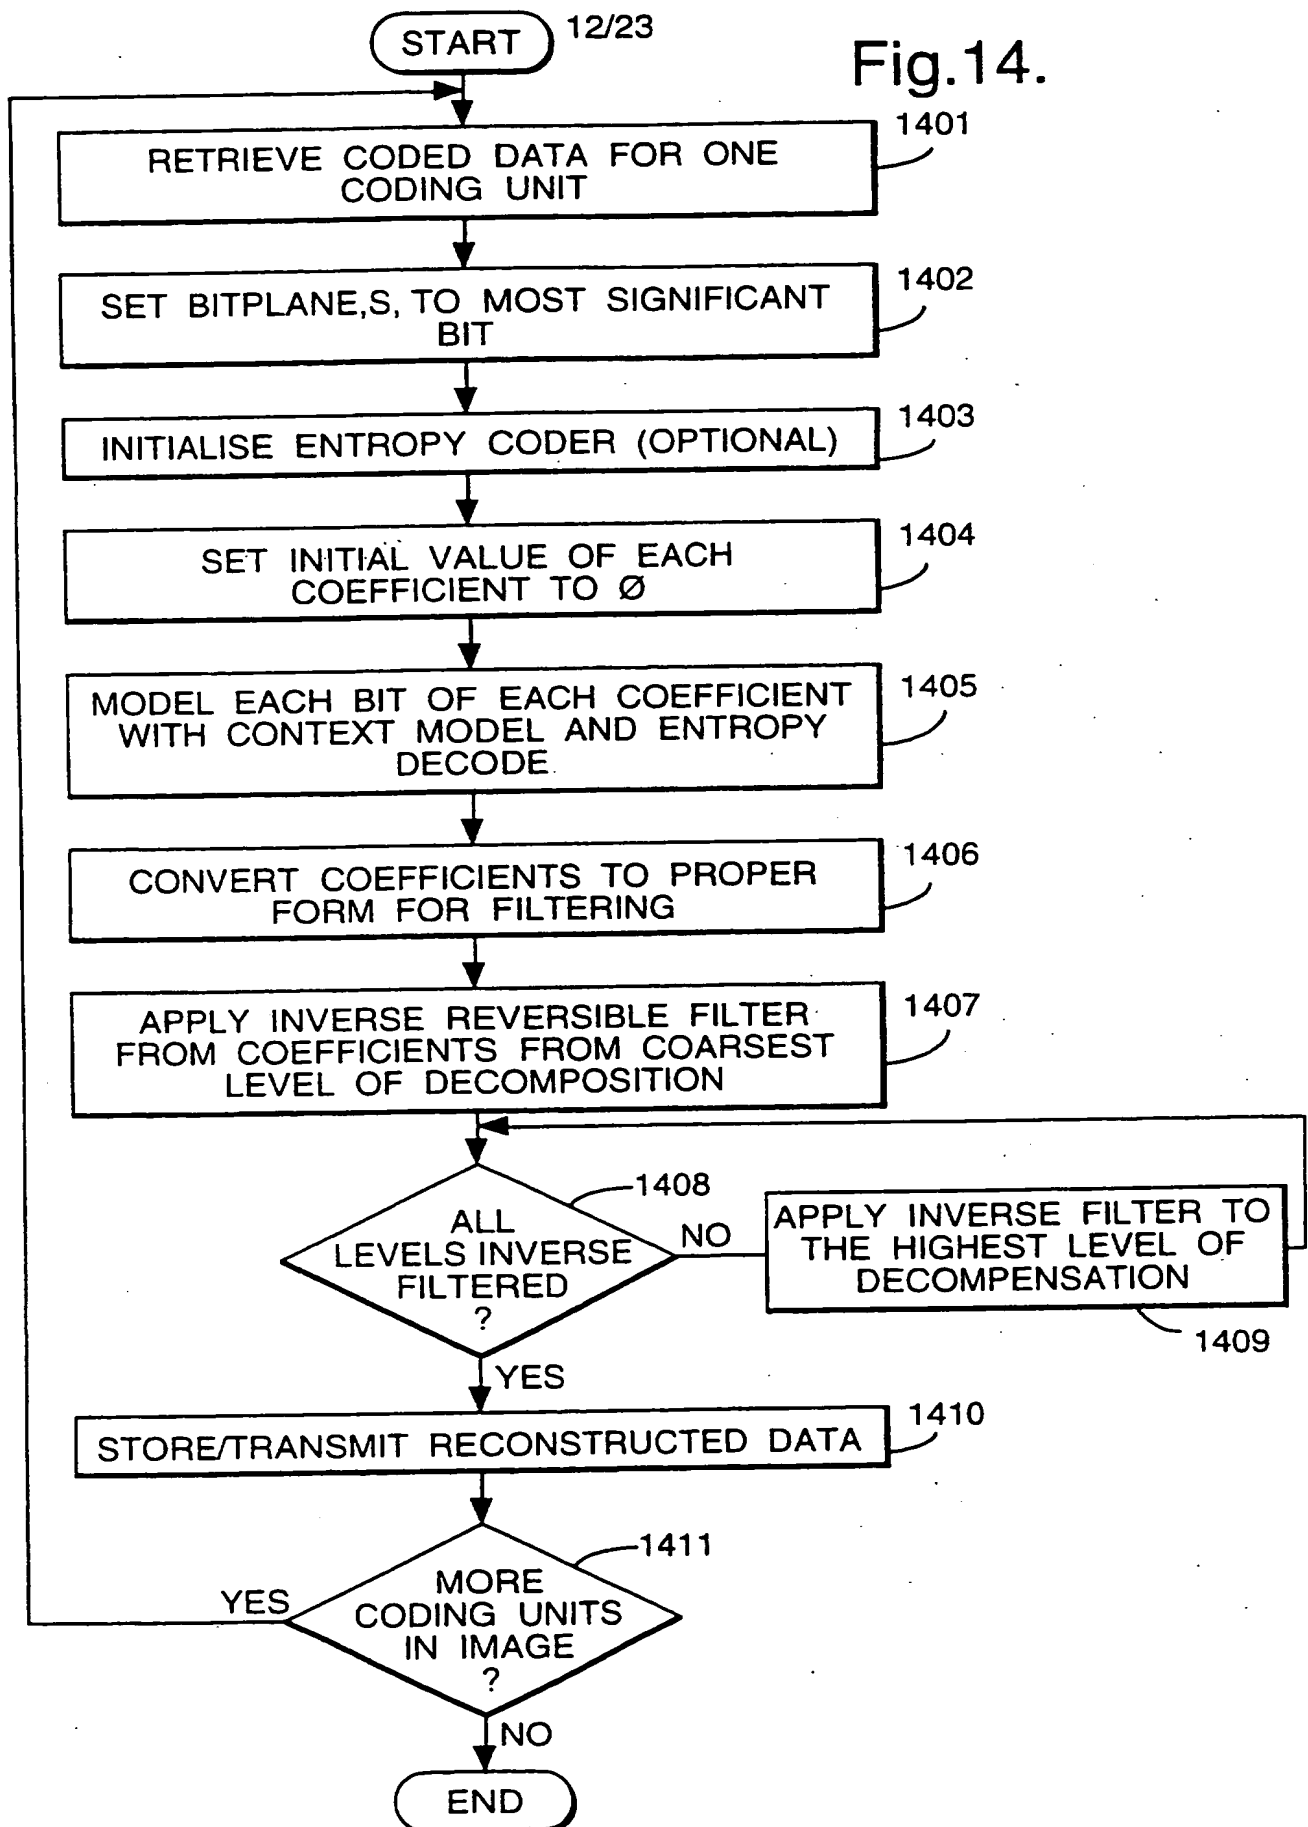 START
12/23
Fig.14.
1401
RETRIEVE CODED DATA FOR ONE
CODING UNIT
1402
SET BITPLANE,S, TO MOST SIGNIFICANT
BIT
1403
INITIALISE ENTROPY CODER (OPTIONAL)
1404
SET INITIAL VALUE OF EACH
COEFFICIENT TO Ø
1405
MODEL EACH BIT OF EACH COEFFICIENT
WITH CONTEXT MODEL AND ENTROPY
DECODE
1406
CONVERT COEFFICIENTS TO PROPER
FORM FOR FILTERING
1407
APPLY INVERSE REVERSIBLE FILTER
FROM COEFFICIENTS FROM COARSEST
LEVEL OF DECOMPOSITION
1408
ALL
LEVELS INVERSE
FILTERED
?
NO
APPLY INVERSE FILTER TO
THE HIGHEST LEVEL OF
DECOMPENSATION
1409
YES
1410
STORE/TRANSMIT RECONSTRUCTED DATA
1411
MORE
CODING UNITS
IN IMAGE
?
YES
NO
END